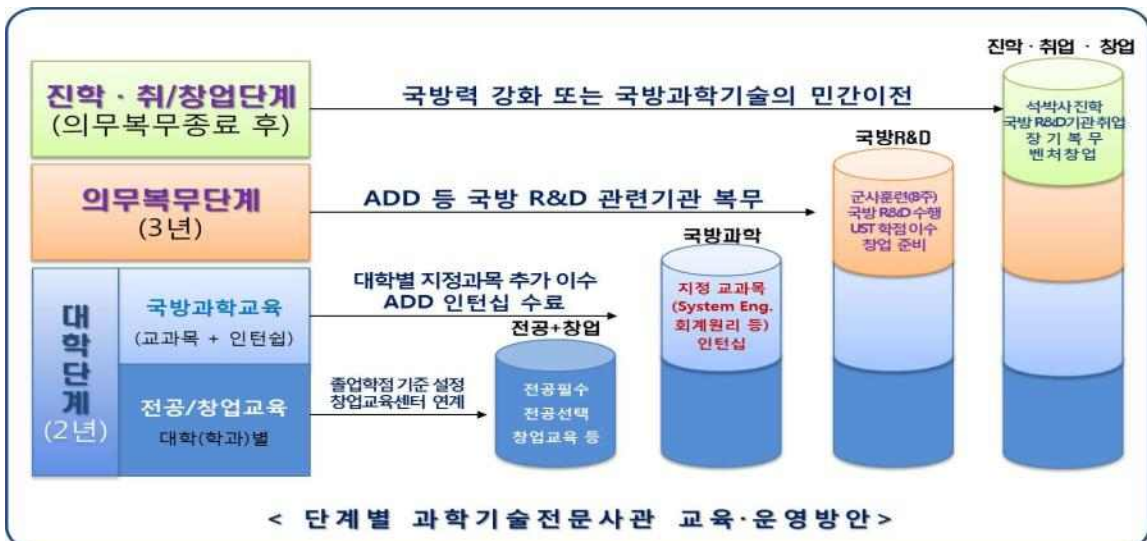 진학 · 취업 · 창업
진학 · 취/창업단계
(의무복무종료 후)
국방력 강화 또는 국방과학기술의 민간이전
석·박사진학
국방 R&D기관취업
장 기 복 무
벤처창업
국방R&D
의무복무단계
(3년)
ADD 등 국방 R&D 관련기관 복무
군사훈련(8주)
국방 R&D 수행
UST 학점 이수
창업 준비
국방과학
대학단계
(2년)
국방과학교육
(교과목 + 인턴쉽)
대학별 지정과목 추가 이수
ADD 인턴십 수료
지정 교과목
(System Eng.
회계원리 등)
인턴십
전공+창업
전공/창업교육
대학(학과)별
졸업학점 기준 설정
창업교육센터 연계
전공필수
전공선택
창업교육 등
< 단계별 과학기술전문사관 교육·운영방안>